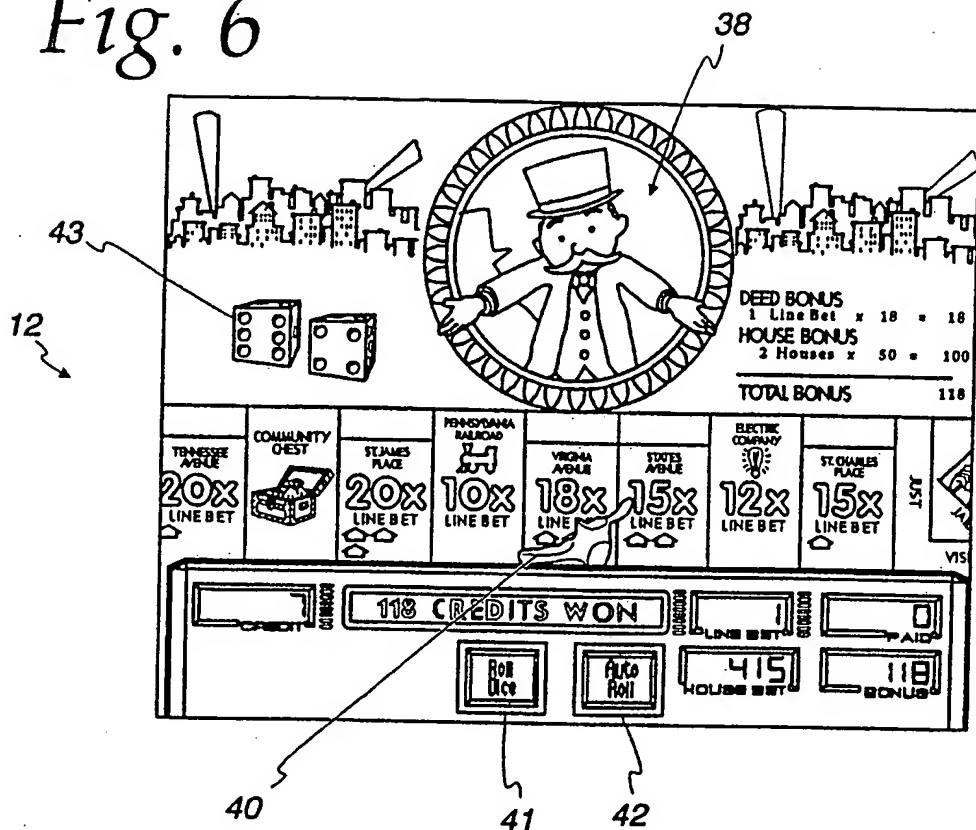 Fig. 6
38
43
12
DEED BONUS
1 Line Bet x 18 = 18
HOUSE BONUS
2 Houses x 50 = 100
TOTAL BONUS 118
TENNESSEE AVENUE
20x
LINE BET
COMMUNITY CHEST
ST. JAMES PLACE
20x
LINE BET
PENNSYLVANIA RAILROAD
10x
LINE BET
VIRGINIA AVENUE
18x
LINE
STATES AVENUE
15x
LINE BET
ELECTRIC COMPANY
12x
LINE BET
ST. CHARLES PLACE
15x
LINE BET
JUST
VIS
CREDIT
118 CREDITS WON
1
LINE BET
0
PAID
Roll Dice
Auto Roll
415
118
BONUS
40
41
42